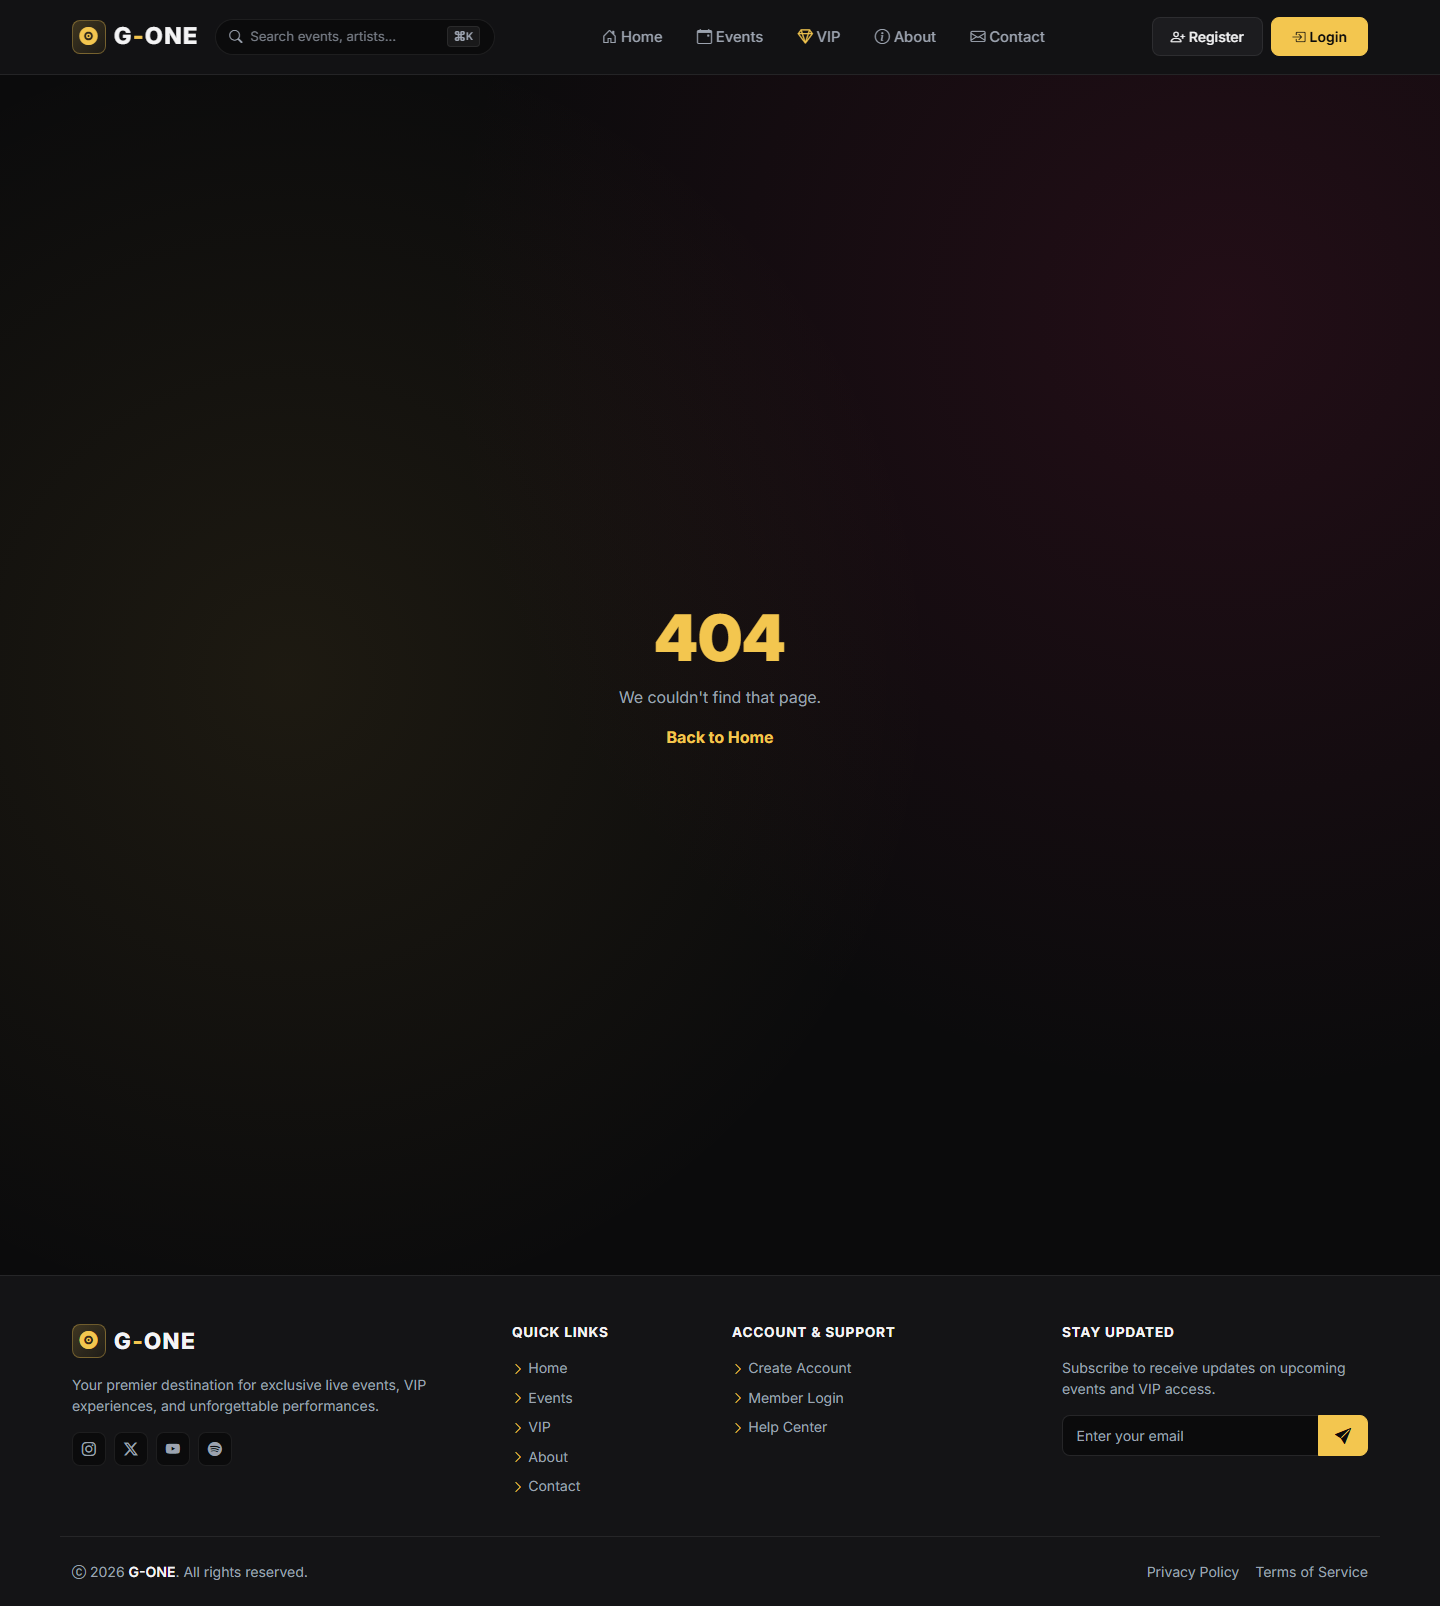 G-ONE
Search events, artists...
⌘K
Home
Events
VIP
About
Contact
Register
Login
404
We couldn't find that page.
Back to Home
G-ONE
Your premier destination for exclusive live events, VIP
experiences, and unforgettable performances.
QUICK LINKS
Home
Events
VIP
About
Contact
ACCOUNT & SUPPORT
Create Account
Member Login
Help Center
STAY UPDATED
Subscribe to receive updates on upcoming
events and VIP access.
Enter your email
© 2026 G-ONE. All rights reserved.
Privacy Policy
Terms of Service